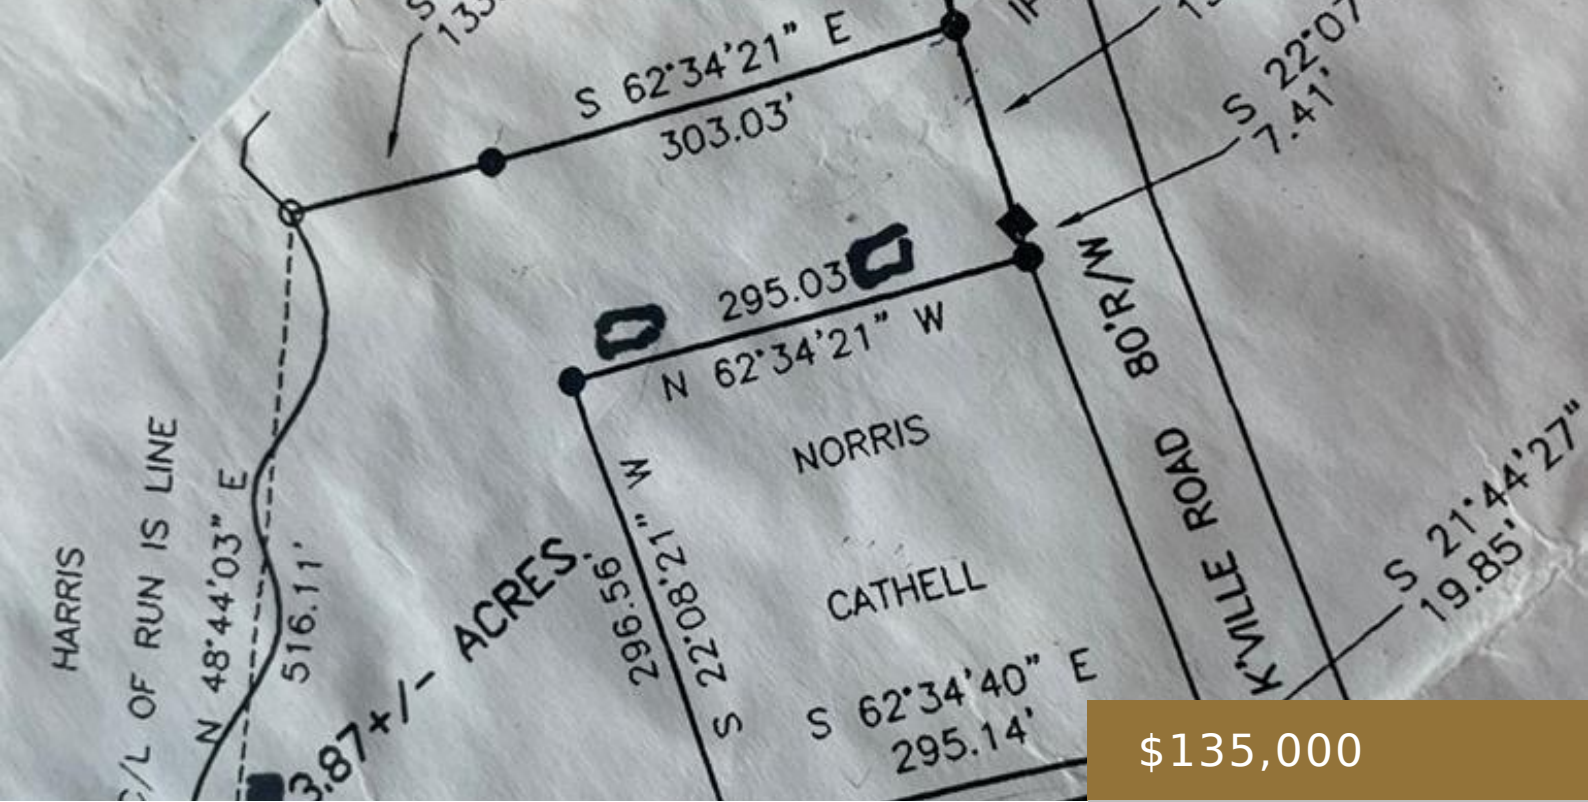 S
133
S 62°34'21" E
303.03'
S 22°07
7.41'
295.03
N 62°34'21" W
80'R/W
NORRIS
CATHELL
K'VILLE ROAD
S 21°44'27"
19.85'
HARRIS
C/L OF RUN IS LINE
N 48°44'03" E
516.11'
3.87+/- ACRES.
296.56'
S 22°08'21" W
S 62°34'40" E
295.14'
$135,000